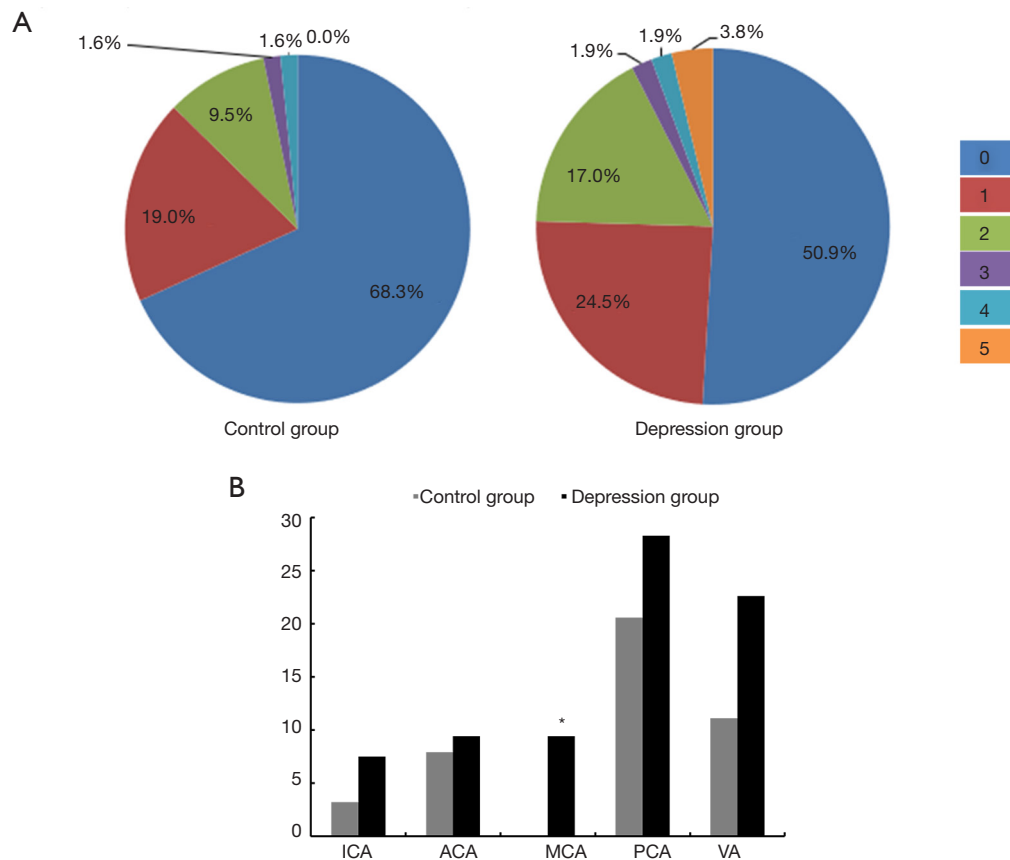 A
1.6%
1.6%
0.0%
9.5%
19.0%
68.3%
Control group
1.9%
1.9%
3.8%
17.0%
24.5%
50.9%
Depression group
0
1
2
3
4
5
B
Control group
Depression group
30
25
20
15
10
5
0
*
ICA
ACA
MCA
PCA
VA